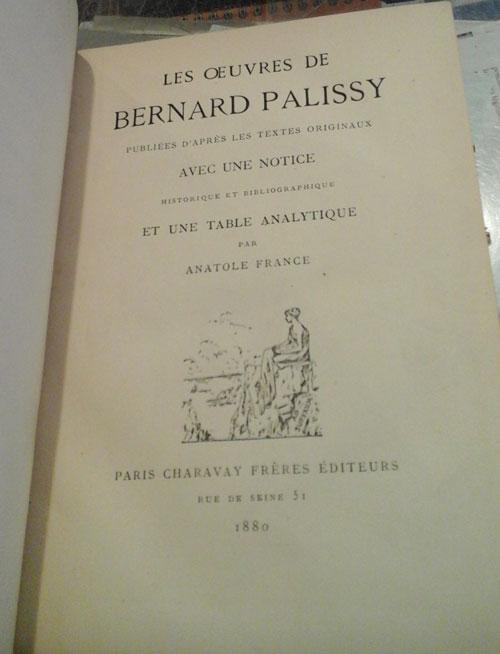 LES ŒUVRES DE
BERNARD PALISSY
PUBLIÉES D'APRÈS LES TEXTES ORIGINAUX
AVEC UNE NOTICE
HISTORIQUE ET BIBLIOGRAPHIQUE
ET UNE TABLE ANALYTIQUE
PAR
ANATOLE FRANCE
PARIS CHARAVAY FRÈRES ÉDITEURS
RUE DE SEINE 51
1880